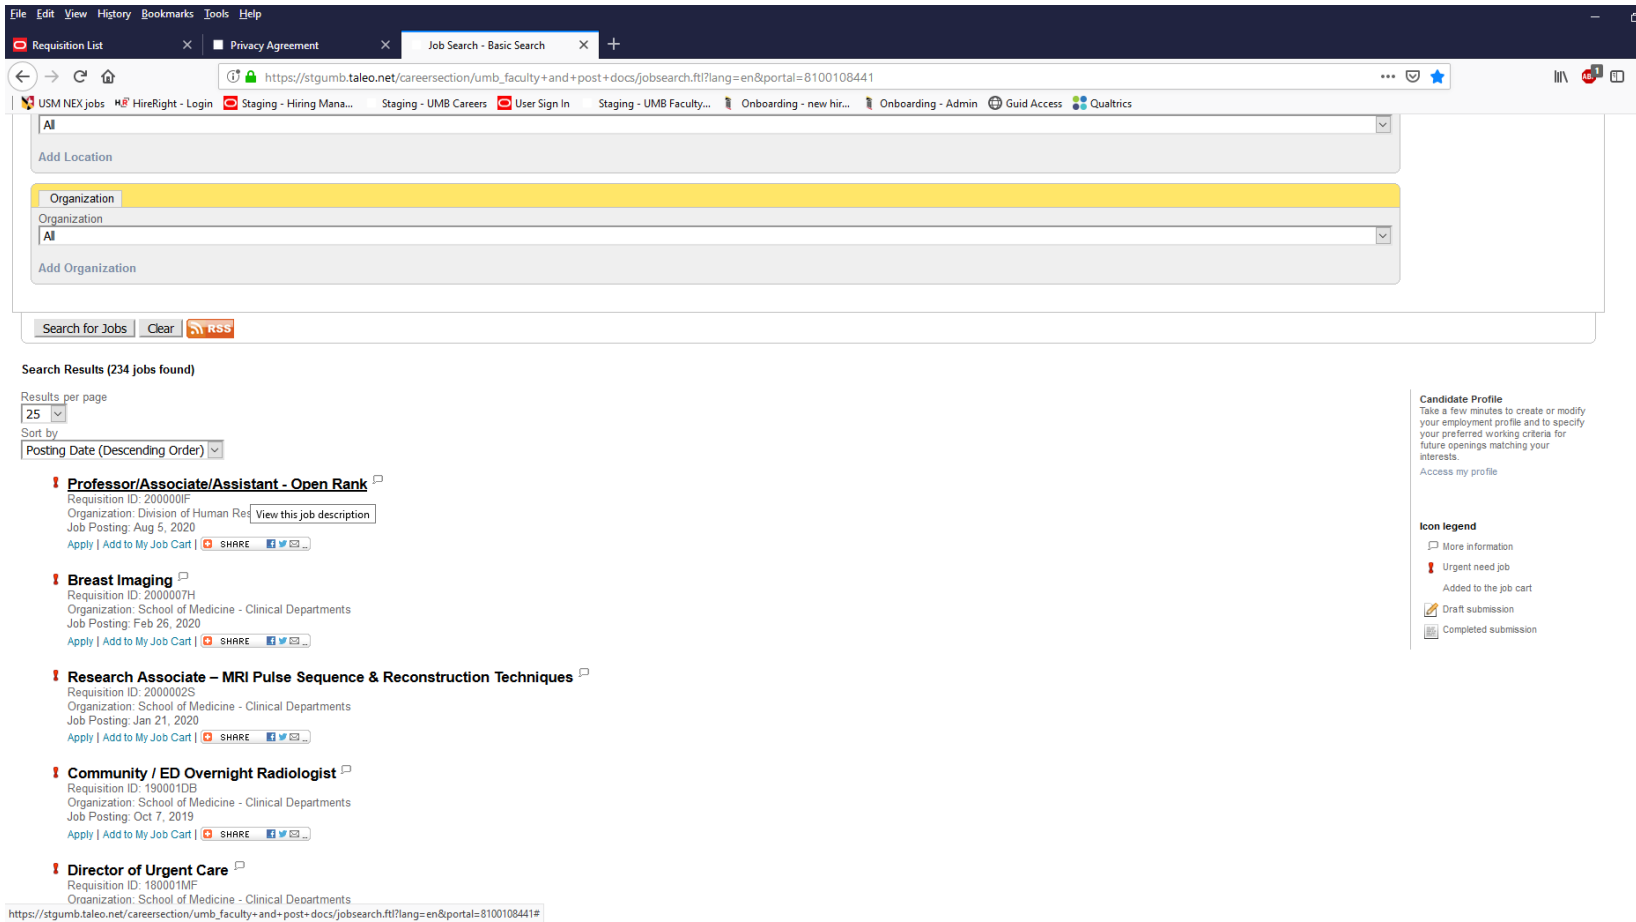 File Edit View History Bookmarks Tools Help
Requisition List Privacy Agreement Job Search - Basic Search
https://stgumb.taleo.net/careersection/umb_faculty+and+post+docs/jobsearch.ftl?lang=en&portal=8100108441
USM NEX jobs HireRight - Login Staging - Hiring Mana... Staging - UMB Careers User Sign In Staging - UMB Faculty... Onboarding - new hir... Onboarding - Admin Guid Access Qualtrics
All
Add Location
Organization
Organization
All
Add Organization
Search for Jobs Clear RSS
Search Results (234 jobs found)
Results per page
25
Sort by
Posting Date (Descending Order)
Professor/Associate/Assistant - Open Rank
Requisition ID: 200000IF
Organization: Division of Human Res
View this job description
Job Posting: Aug 5, 2020
Apply | Add to My Job Cart | SHARE ...
Breast Imaging
Requisition ID: 2000007H
Organization: School of Medicine - Clinical Departments
Job Posting: Feb 26, 2020
Apply | Add to My Job Cart | SHARE ...
Research Associate – MRI Pulse Sequence & Reconstruction Techniques
Requisition ID: 2000002S
Organization: School of Medicine - Clinical Departments
Job Posting: Jan 21, 2020
Apply | Add to My Job Cart | SHARE ...
Community / ED Overnight Radiologist
Requisition ID: 190001DB
Organization: School of Medicine - Clinical Departments
Job Posting: Oct 7, 2019
Apply | Add to My Job Cart | SHARE ...
Director of Urgent Care
Requisition ID: 180001MF
Organization: School of Medicine - Clinical Departments
Candidate Profile
Take a few minutes to create or modify
your employment profile and to specify
your preferred working criteria for
future openings matching your
interests.
Access my profile
Icon legend
More information
Urgent need job
Added to the job cart
Draft submission
Completed submission
https://stgumb.taleo.net/careersection/umb_faculty+and+post+docs/jobsearch.ftl?lang=en&portal=8100108441#